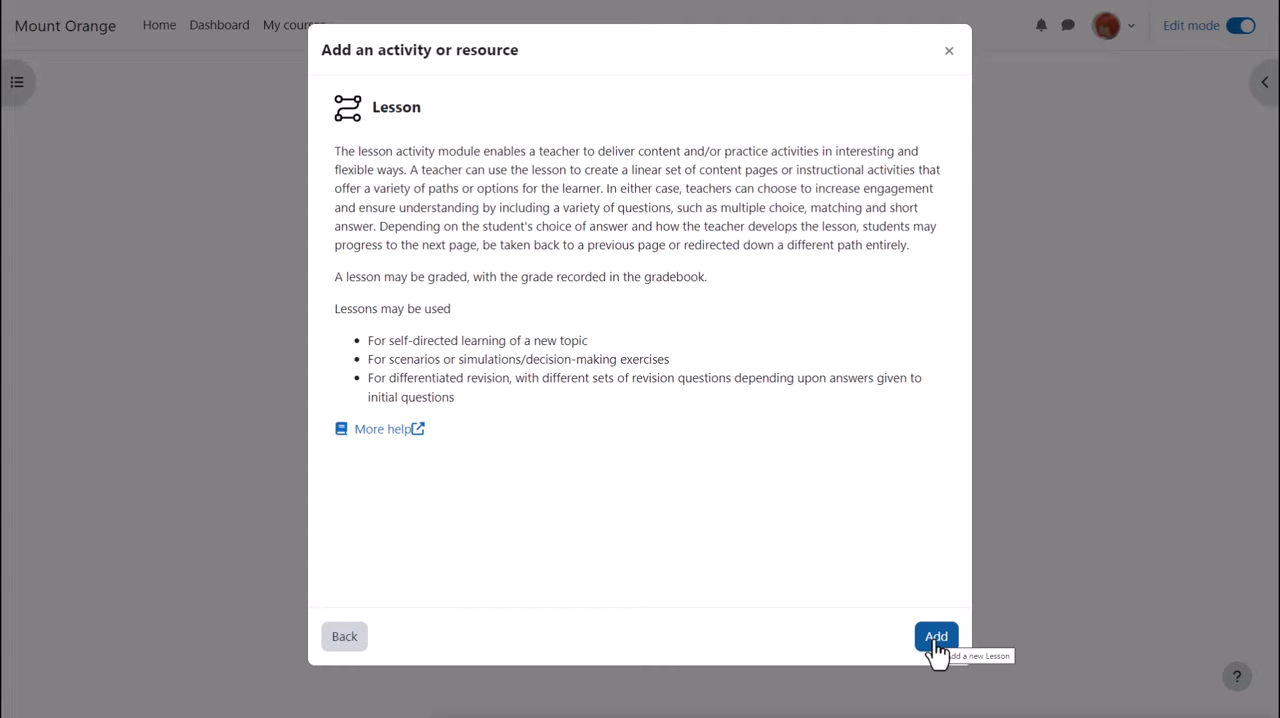 Mount Orange Home Dashboard My cours Edit mode
Add an activity or resource
Lesson
The lesson activity module enables a teacher to deliver content and/or practice activities in interesting and
flexible ways. A teacher can use the lesson to create a linear set of content pages or instructional activities that
offer a variety of paths or options for the learner. In either case, teachers can choose to increase engagement
and ensure understanding by including a variety of questions, such as multiple choice, matching and short
answer. Depending on the student's choice of answer and how the teacher develops the lesson, students may
progress to the next page, be taken back to a previous page or redirected down a different path entirely.
A lesson may be graded, with the grade recorded in the gradebook.
Lessons may be used
• For self-directed learning of a new topic
• For scenarios or simulations/decision-making exercises
• For differentiated revision, with different sets of revision questions depending upon answers given to
initial questions
More help
Back Add
dd a new Lesson
?